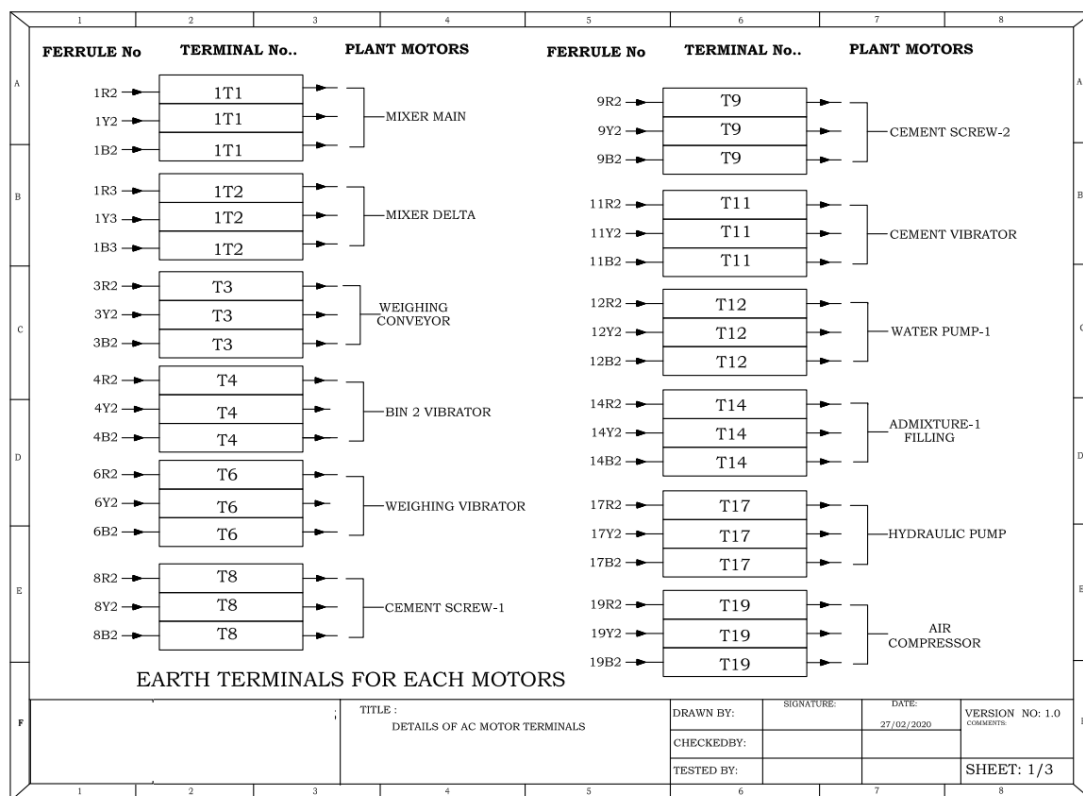 1 2 3 4 5 6 7 8
FERRULE No TERMINAL No.. PLANT MOTORS
A
1R2 1T1
1Y2 1T1 MIXER MAIN
1B2 1T1
B
1R3 1T2
1Y3 1T2 MIXER DELTA
1B3 1T2
3R2 T3
C
3Y2 T3 WEIGHING
CONVEYOR
3B2 T3
4R2 T4
4Y2 T4 BIN 2 VIBRATOR
4B2 T4
D
6R2 T6
6Y2 T6 WEIGHING VIBRATOR
6B2 T6
E
8R2 T8
8Y2 T8 CEMENT SCREW-1
8B2 T8
FERRULE No TERMINAL No.. PLANT MOTORS
A
9R2 T9
9Y2 T9 CEMENT SCREW-2
9B2 T9
B
11R2 T11
11Y2 T11 CEMENT VIBRATOR
11B2 T11
12R2 T12
12Y2 T12 WATER PUMP-1
12B2 T12
14R2 T14
14Y2 T14 ADMIXTURE-1
FILLING
14B2 T14
D
17R2 T17
17Y2 T17 HYDRAULIC PUMP
17B2 T17
19R2 T19
19Y2 T19 AIR
COMPRESSOR
19B2 T19
EARTH TERMINALS FOR EACH MOTORS
F
TITLE :
DETAILS OF AC MOTOR TERMINALS
DRAWN BY: SIGNATURE: DATE:
27/02/2020
CHECKEDBY:
TESTED BY:
VERSION NO: 1.0
COMMENTS:
SHEET: 1/3
1 2 3 4 5 6 7 8